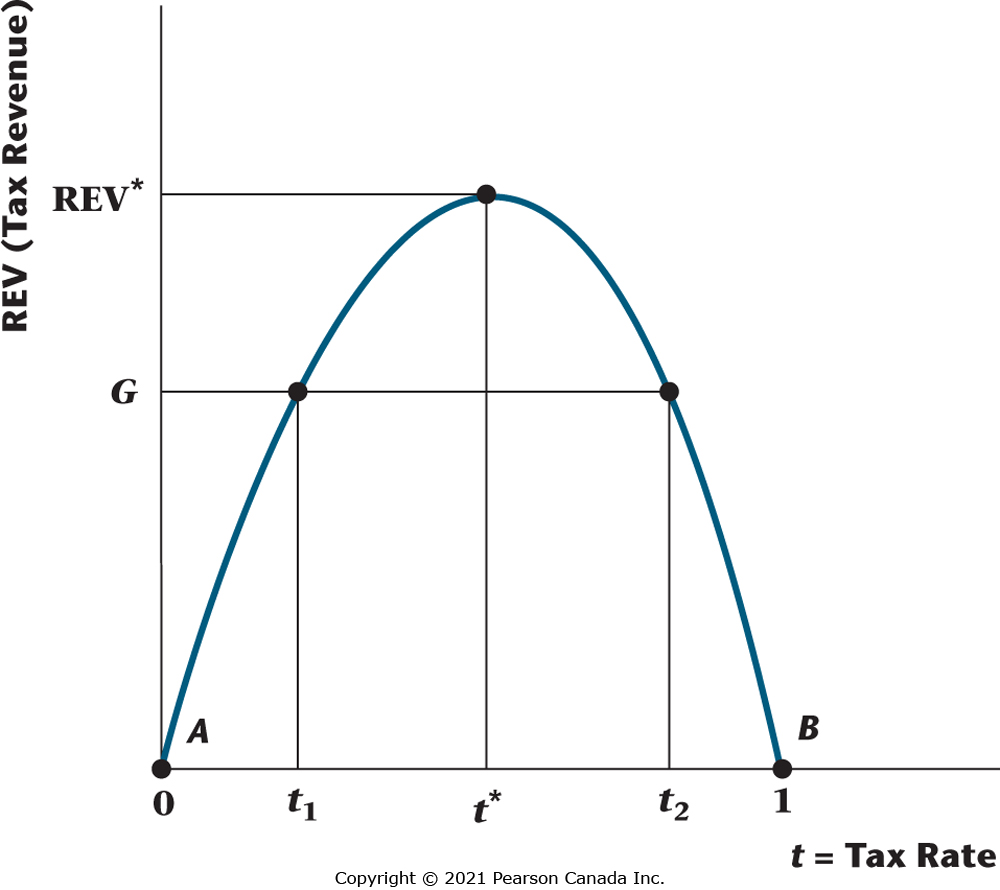 REV (Tax Revenue)
REV*
G
A
B
0
t₁
t*
t₂
1
t = Tax Rate
Copyright © 2021 Pearson Canada Inc.